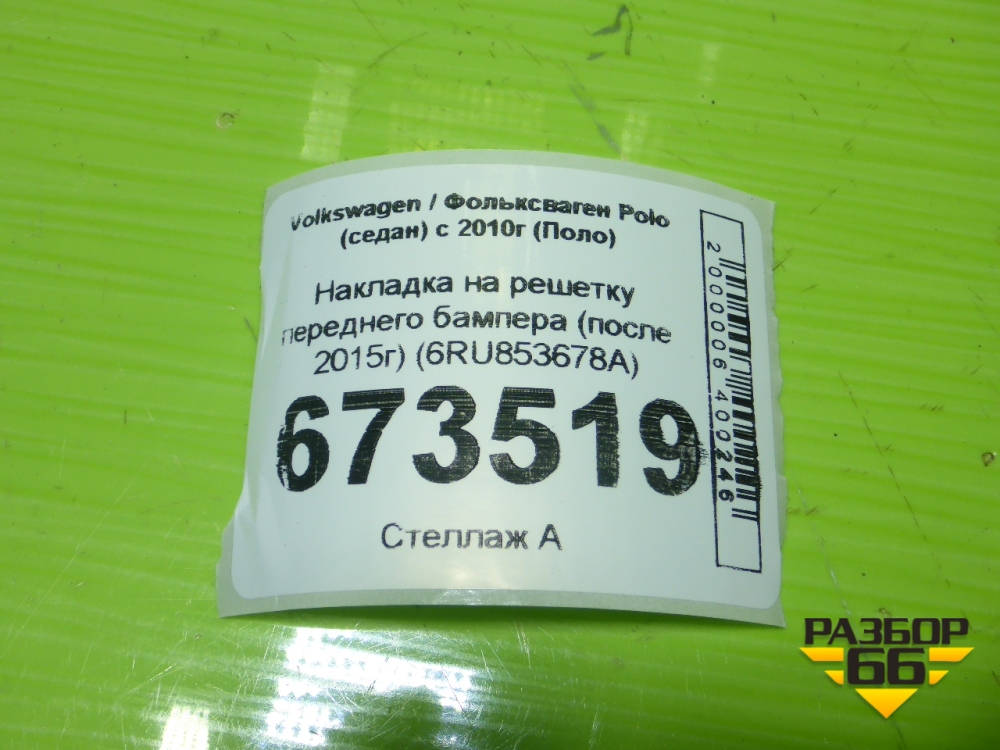 Volkswagen / Фольксваген Polo
(седан) с 2010г (Поло)
Накладка на решетку
переднего бампера (после
2015г) (6RU853678A)
673519
Стеллаж А
2000006400246
РАЗБОР
66